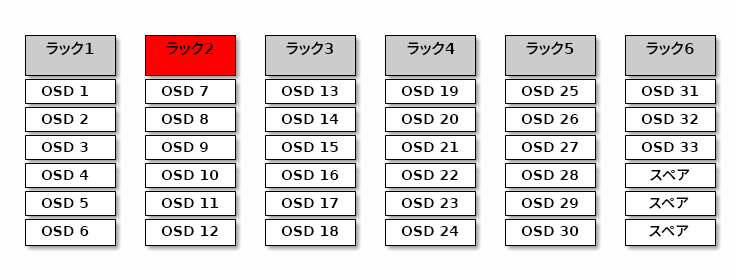 ラック1 ラック2 ラック3 ラック4 ラック5 ラック6
OSD 1 OSD 7 OSD 13 OSD 19 OSD 25 OSD 31
OSD 2 OSD 8 OSD 14 OSD 20 OSD 26 OSD 32
OSD 3 OSD 9 OSD 15 OSD 21 OSD 27 OSD 33
OSD 4 OSD 10 OSD 16 OSD 22 OSD 28 スペア
OSD 5 OSD 11 OSD 17 OSD 23 OSD 29 スペア
OSD 6 OSD 12 OSD 18 OSD 24 OSD 30 スペア